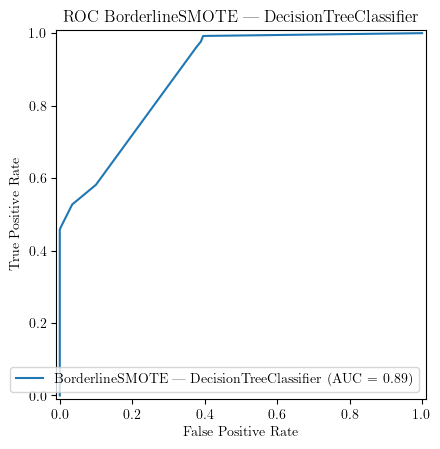 ROC BorderlineSMOTE — DecisionTreeClassifier
1.0
0.8
0.6
0.4
0.2
0.0
True Positive Rate
BorderlineSMOTE — DecisionTreeClassifier (AUC = 0.89)
0.0 0.2 0.4 0.6 0.8 1.0
False Positive Rate